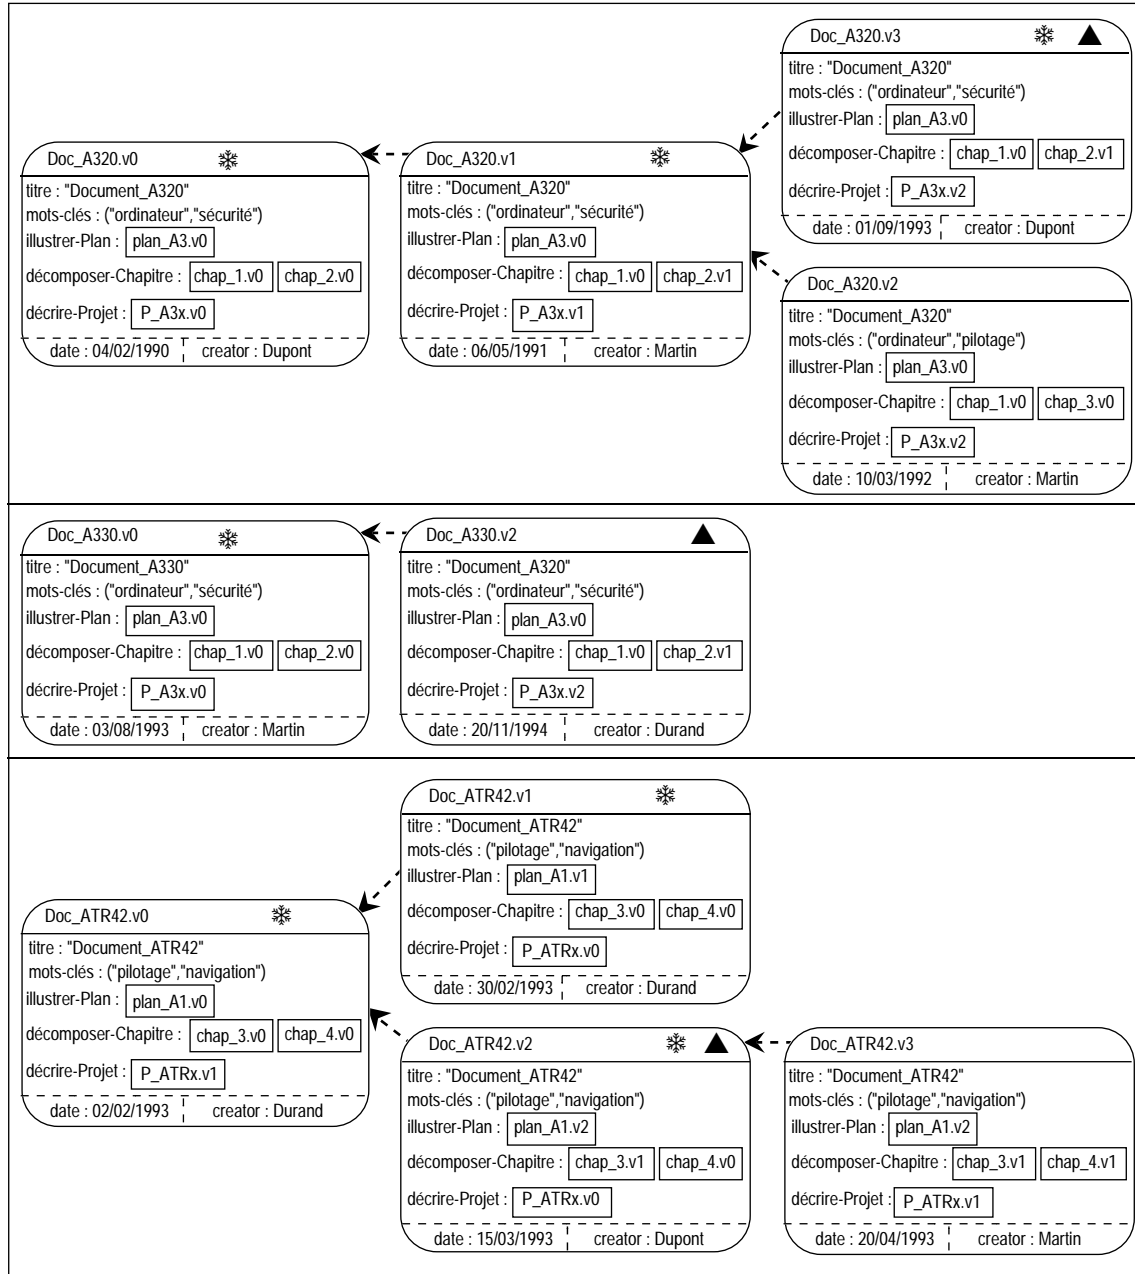 Doc_A320.v3
titre : "Document_A320"
mots-clés : ("ordinateur","sécurité")
illustrer-Plan : plan_A3.v0
décomposer-Chapitre : chap_1.v0 chap_2.v1
décrire-Projet : P_A3x.v2
date : 01/09/1993 creator : Dupont
Doc_A320.v0
titre : "Document_A320"
mots-clés : ("ordinateur","sécurité")
illustrer-Plan : plan_A3.v0
décomposer-Chapitre : chap_1.v0 chap_2.v0
décrire-Projet : P_A3x.v0
date : 04/02/1990 creator : Dupont
Doc_A320.v1
titre : "Document_A320"
mots-clés : ("ordinateur","sécurité")
illustrer-Plan : plan_A3.v0
décomposer-Chapitre : chap_1.v0 chap_2.v1
décrire-Projet : P_A3x.v1
date : 06/05/1991 creator : Martin
Doc_A320.v2
titre : "Document_A320"
mots-clés : ("ordinateur","pilotage")
illustrer-Plan : plan_A3.v0
décomposer-Chapitre : chap_1.v0 chap_3.v0
décrire-Projet : P_A3x.v2
date : 10/03/1992 creator : Martin
Doc_A330.v0
titre : "Document_A330"
mots-clés : ("ordinateur","sécurité")
illustrer-Plan : plan_A3.v0
décomposer-Chapitre : chap_1.v0 chap_2.v0
décrire-Projet : P_A3x.v0
date : 03/08/1993 creator : Martin
Doc_A330.v2
titre : "Document_A320"
mots-clés : ("ordinateur","sécurité")
illustrer-Plan : plan_A3.v0
décomposer-Chapitre : chap_1.v0 chap_2.v1
décrire-Projet : P_A3x.v2
date : 20/11/1994 creator : Durand
Doc_ATR42.v1
titre : "Document_ATR42"
mots-clés : ("pilotage","navigation")
illustrer-Plan : plan_A1.v1
décomposer-Chapitre : chap_3.v0 chap_4.v0
décrire-Projet : P_ATRx.v0
date : 30/02/1993 creator : Durand
Doc_ATR42.v0
titre : "Document_ATR42"
mots-clés : ("pilotage","navigation")
illustrer-Plan : plan_A1.v0
décomposer-Chapitre : chap_3.v0 chap_4.v0
décrire-Projet : P_ATRx.v1
date : 02/02/1993 creator : Durand
Doc_ATR42.v2
titre : "Document_ATR42"
mots-clés : ("pilotage","navigation")
illustrer-Plan : plan_A1.v2
décomposer-Chapitre : chap_3.v1 chap_4.v0
décrire-Projet : P_ATRx.v0
date : 15/03/1993 creator : Dupont
Doc_ATR42.v3
titre : "Document_ATR42"
mots-clés : ("pilotage","navigation")
illustrer-Plan : plan_A1.v2
décomposer-Chapitre : chap_3.v1 chap_4.v1
décrire-Projet : P_ATRx.v1
date : 20/04/1993 creator : Martin